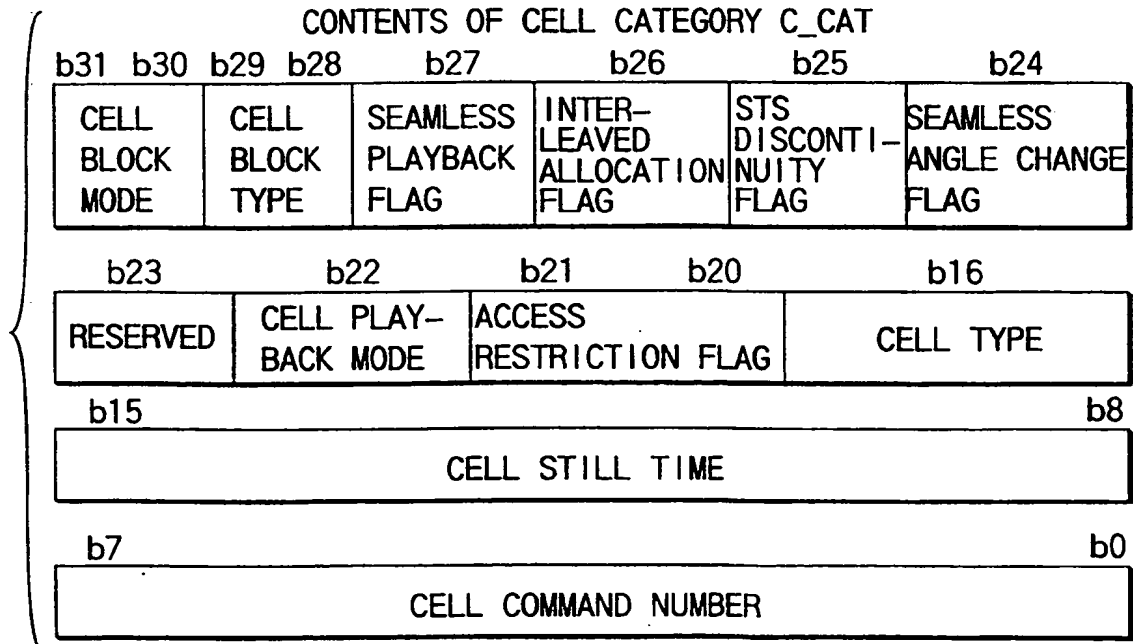 CONTENTS OF CELL CATEGORY C_CAT
b31 b30 b29 b28 b27 b26 b25 b24
CELL BLOCK MODE
CELL BLOCK TYPE
SEAMLESS PLAYBACK FLAG
INTER-LEAVED ALLOCATION FLAG
STS DISCONTI-NUITY FLAG
SEAMLESS ANGLE CHANGE FLAG
b23 b22 b21 b20 b16
RESERVED
CELL PLAY-BACK MODE
ACCESS RESTRICTION FLAG
CELL TYPE
b15 b8
CELL STILL TIME
b7 b0
CELL COMMAND NUMBER